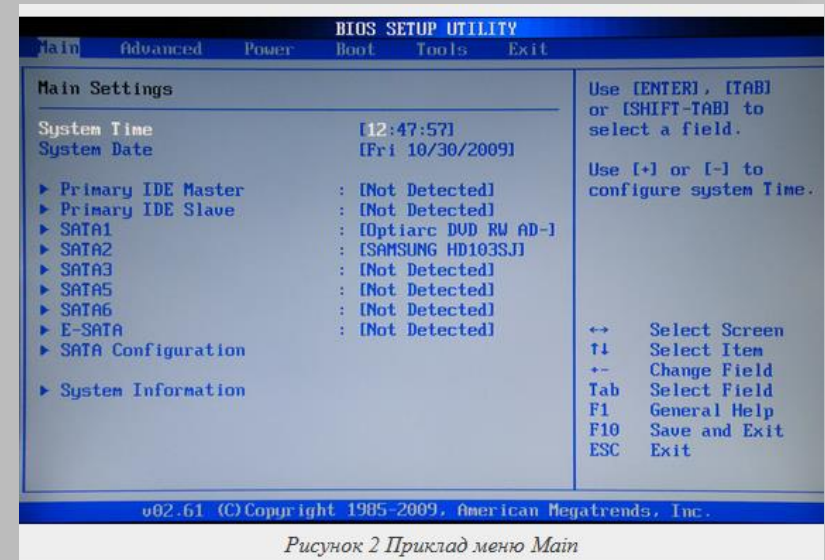 BIOS SETUP UTILITY
Main Advanced Power Boot Tools Exit
Main Settings
System Time [12:47:57]
System Date [Fri 10/30/2009]
▶ Primary IDE Master : [Not Detected]
▶ Primary IDE Slave : [Not Detected]
▶ SATA1 : [Optiarc DVD RW AD-]
▶ SATA2 : [SAMSUNG HD103SJ]
▶ SATA3 : [Not Detected]
▶ SATA5 : [Not Detected]
▶ SATA6 : [Not Detected]
▶ E-SATA : [Not Detected]
▶ SATA Configuration
▶ System Information
Use [ENTER], [TAB]
or [SHIFT-TAB] to
select a field.
Use [+] or [-] to
configure system Time.
↔ Select Screen
↑↓ Select Item
+- Change Field
Tab Select Field
F1 General Help
F10 Save and Exit
ESC Exit
v02.61 (C)Copyright 1985-2009, American Megatrends, Inc.
Рисунок 2 Приклад меню Main